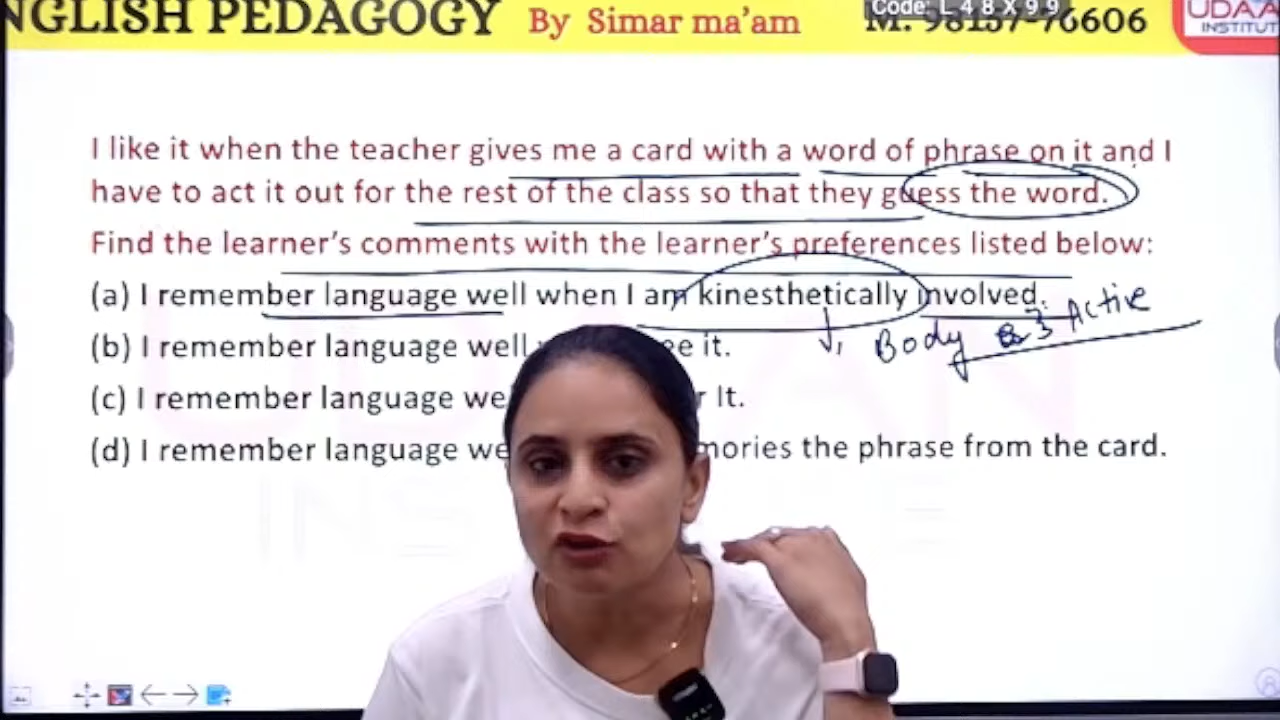 NGLISH PEDAGOGY By Simar ma’am M. 98157-76606
Code: L 4 8 X 9 9
UDAA
INSTITUT
I like it when the teacher gives me a card with a word of phrase on it and I
have to act it out for the rest of the class so that they guess the word.
Find the learner’s comments with the learner’s preferences listed below:
(a) I remember language well when I am kinesthetically involved.
Body Active
(b) I remember language well ee it.
(c) I remember language we r It.
(d) I remember language we mories the phrase from the card.